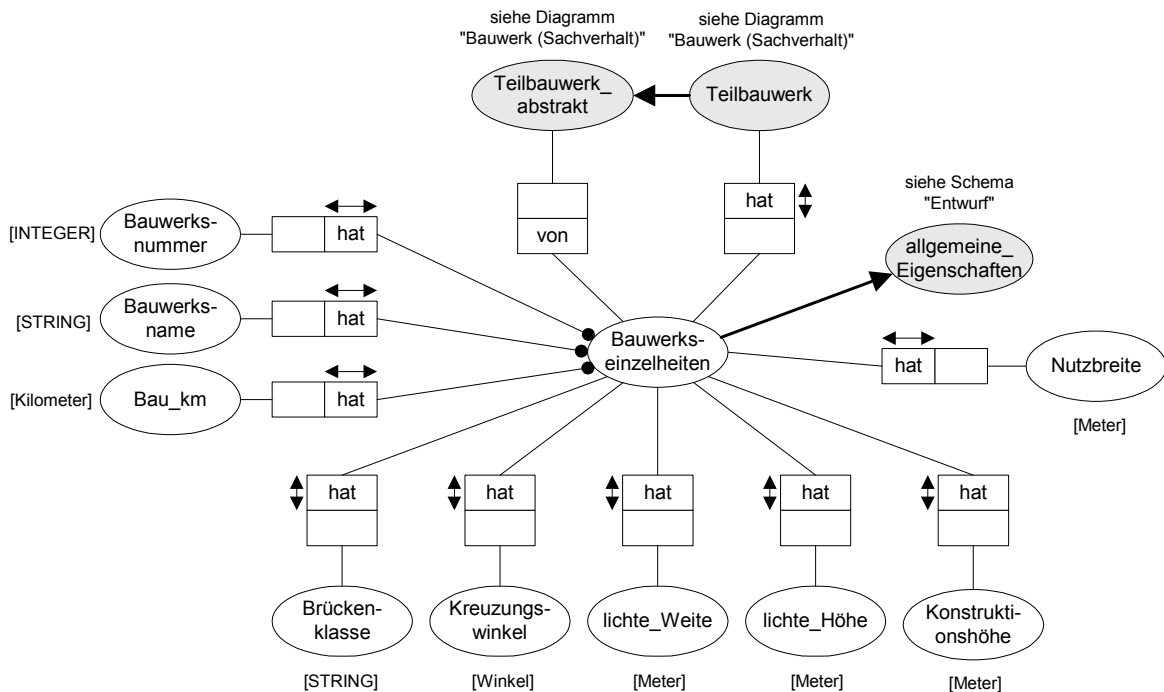 siehe Diagramm
"Bauwerk (Sachverhalt)"
siehe Diagramm
"Bauwerk (Sachverhalt)"
Teilbauwerk_
abstrakt
Teilbauwerk
hat
von
siehe Schema
"Entwurf"
allgemeine_
Eigenschaften
[INTEGER]
Bauwerks-
nummer
hat
[STRING]
Bauwerks-
name
hat
[Kilometer]
Bau_km
hat
Bauwerks-
einzelheiten
hat
Nutzbreite
[Meter]
hat
hat
hat
hat
hat
Brücken-
klasse
Kreuzungs-
winkel
lichte_Weite
lichte_Höhe
Konstrukti-
onshöhe
[STRING]
[Winkel]
[Meter]
[Meter]
[Meter]